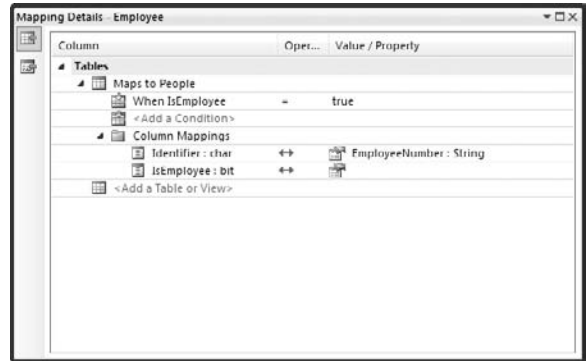 Mapping Details - Employee
Column Oper... Value / Property
Tables
Maps to People
When IsEmployee = true
<Add a Condition>
Column Mappings
Identifier : char ↔ EmployeeNumber : String
IsEmployee : bit ↔
<Add a Table or View>